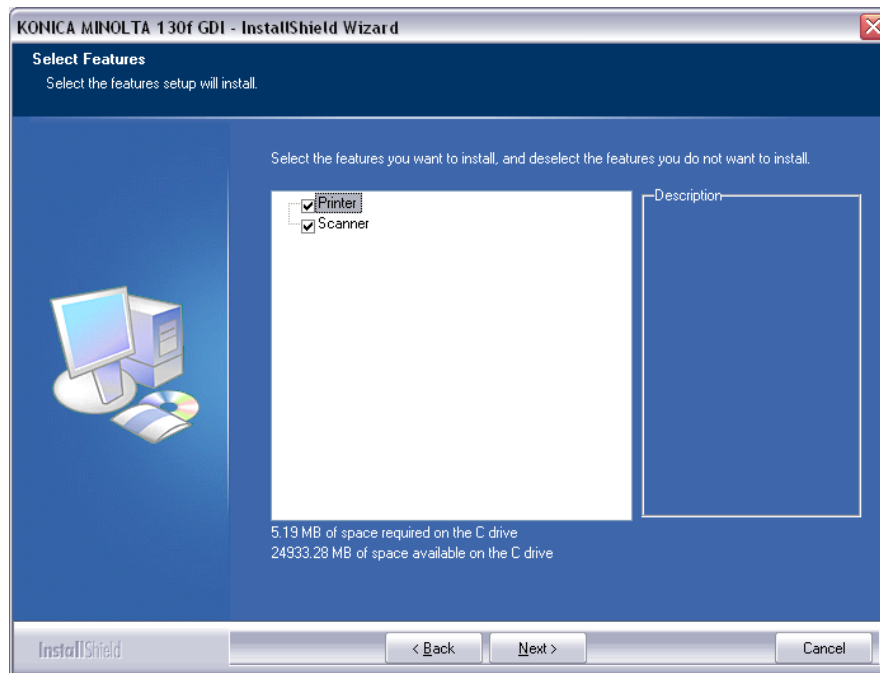 KONICA MINOLTA 130f GDI - InstallShield Wizard
Select Features
Select the features setup will install.
Select the features you want to install, and deselect the features you do not want to install.
Description
Printer
Scanner
5.19 MB of space required on the C drive
24933.28 MB of space available on the C drive
InstallShield
< Back
Next >
Cancel